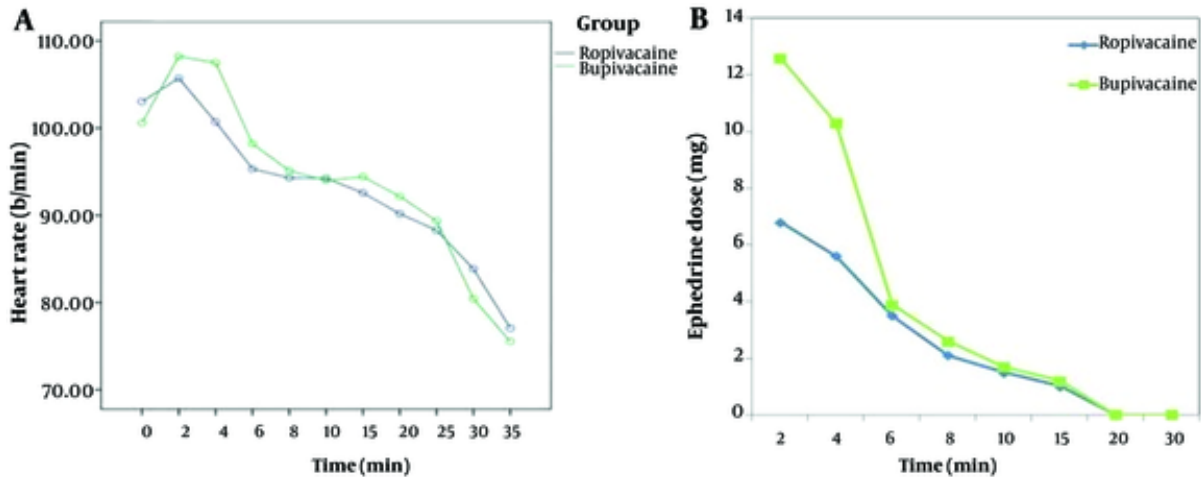 A
Group
Ropivacaine
Bupivacaine
110.00
100.00
90.00
80.00
70.00
Heart rate (b/min)
0 2 4 6 8 10 15 20 25 30 35
Time (min)
B
Ropivacaine
Bupivacaine
14
12
10
8
6
4
2
0
Ephedrine dose (mg)
2 4 6 8 10 15 20 30
Time (min)